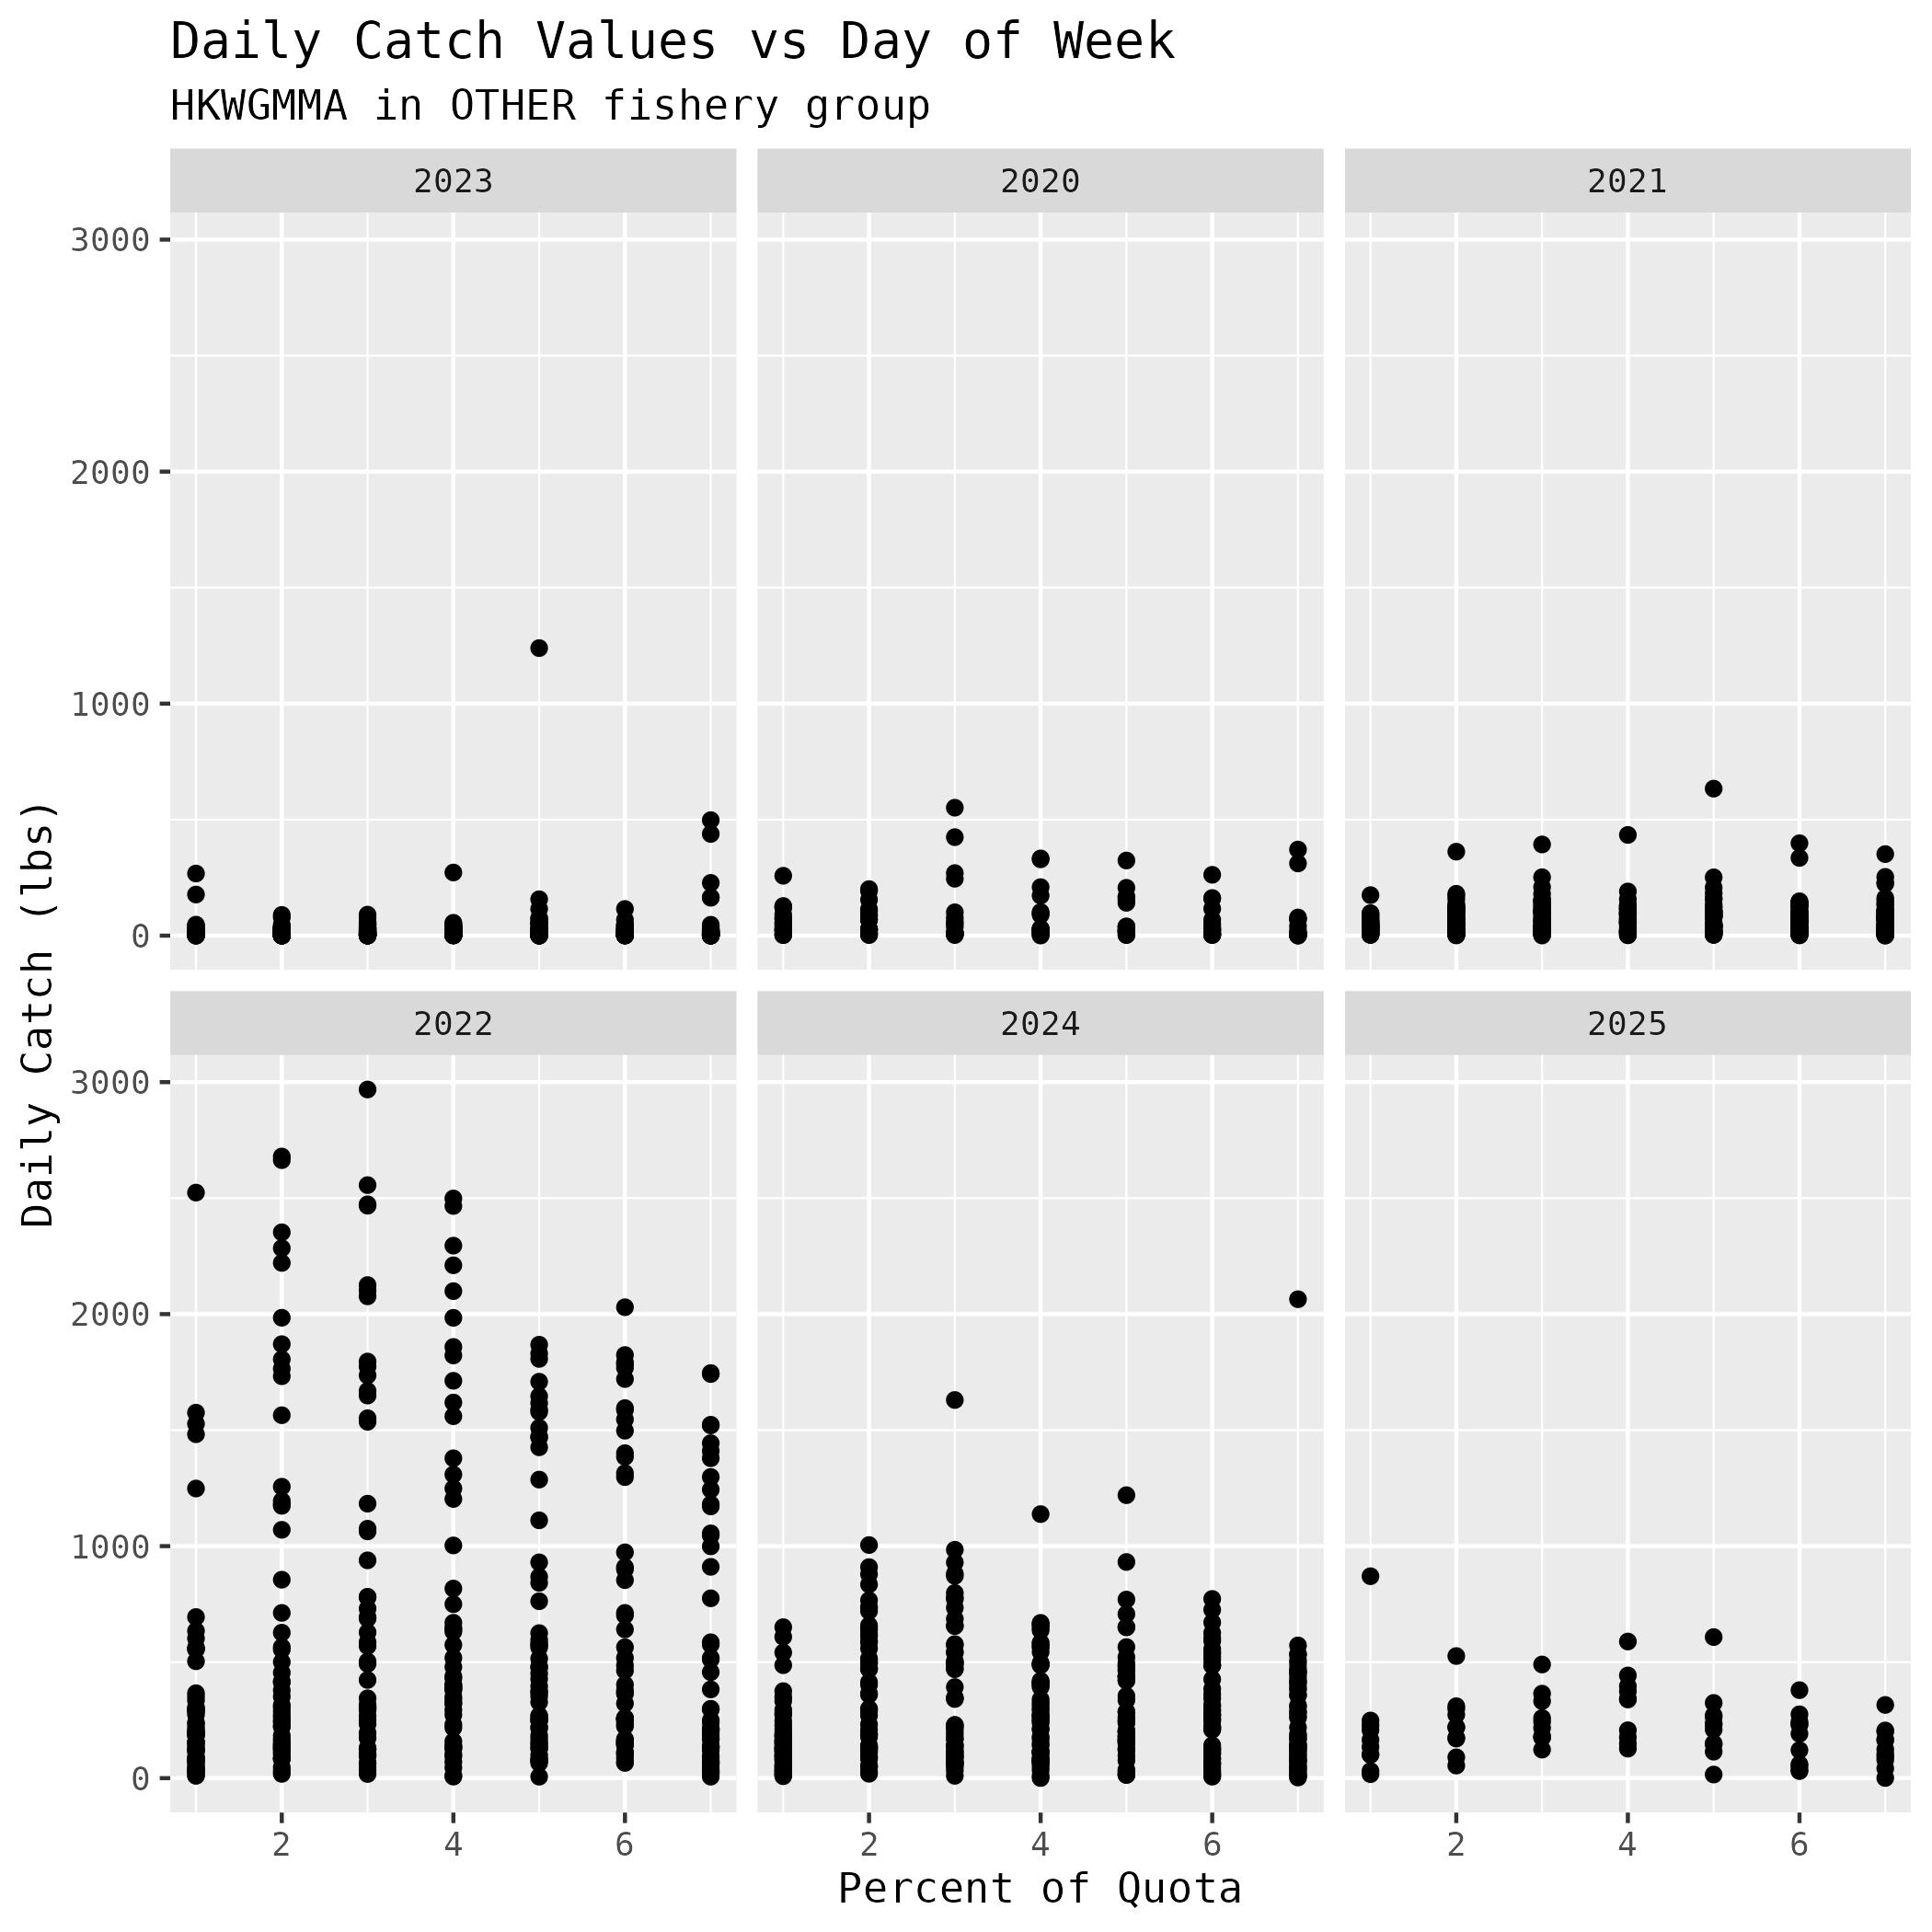 Daily Catch Values vs Day of Week
HKWGMMA in OTHER fishery group
2023 2020 2021
3000
2000
1000
0
2022 2024 2025
3000
2000
1000
0
Daily Catch (lbs)
2 4 6 2 4 6 2 4 6
Percent of Quota